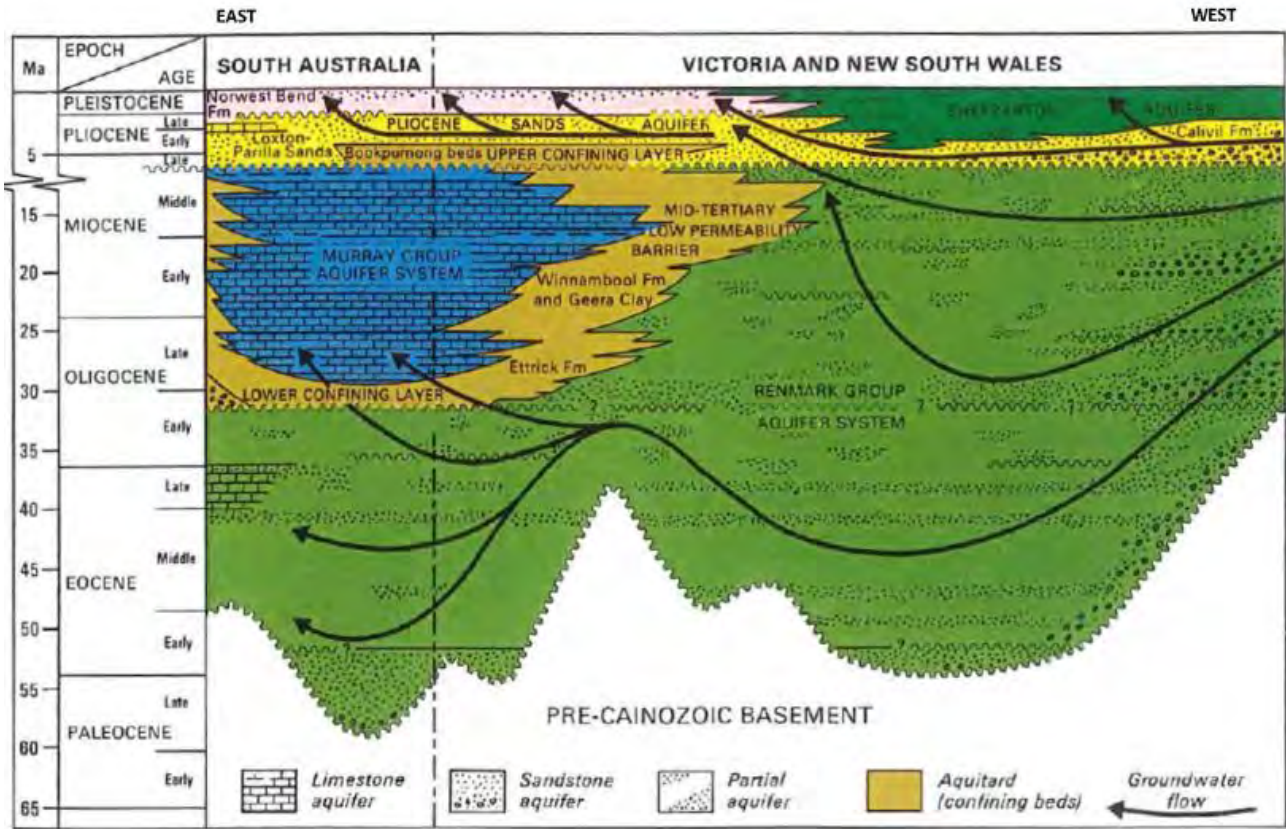 EAST
WEST
Ma
EPOCH
AGE
SOUTH AUSTRALIA
VICTORIA AND NEW SOUTH WALES
PLEISTOCENE
Norwest Bend
Fm
SHEPPARTON
AQUIFER
PLIOCENE
Late
Early
PLIOCENE SANDS AQUIFER
Calivil Fm
Loxton-
Parilla Sands
Bookpurnong beds
UPPER CONFINING LAYER
5
Late
MIOCENE
Middle
Early
15
20
MID-TERTIARY
LOW PERMEABILITY
BARRIER
MURRAY GROUP
AQUIFER SYSTEM
Winnambool Fm
and Geera Clay
25
OLIGOCENE
Late
Early
30
35
Ettrick Fm
LOWER CONFINING LAYER
RENMARK GROUP
AQUIFER SYSTEM
?
?
?
EOCENE
Late
Middle
Early
40
45
50
?
?
PALEOCENE
Late
Early
55
60
65
PRE-CAINOZOIC BASEMENT
Limestone
aquifer
Sandstone
aquifer
Partial
aquifer
Aquitard
(confining beds)
Groundwater
flow